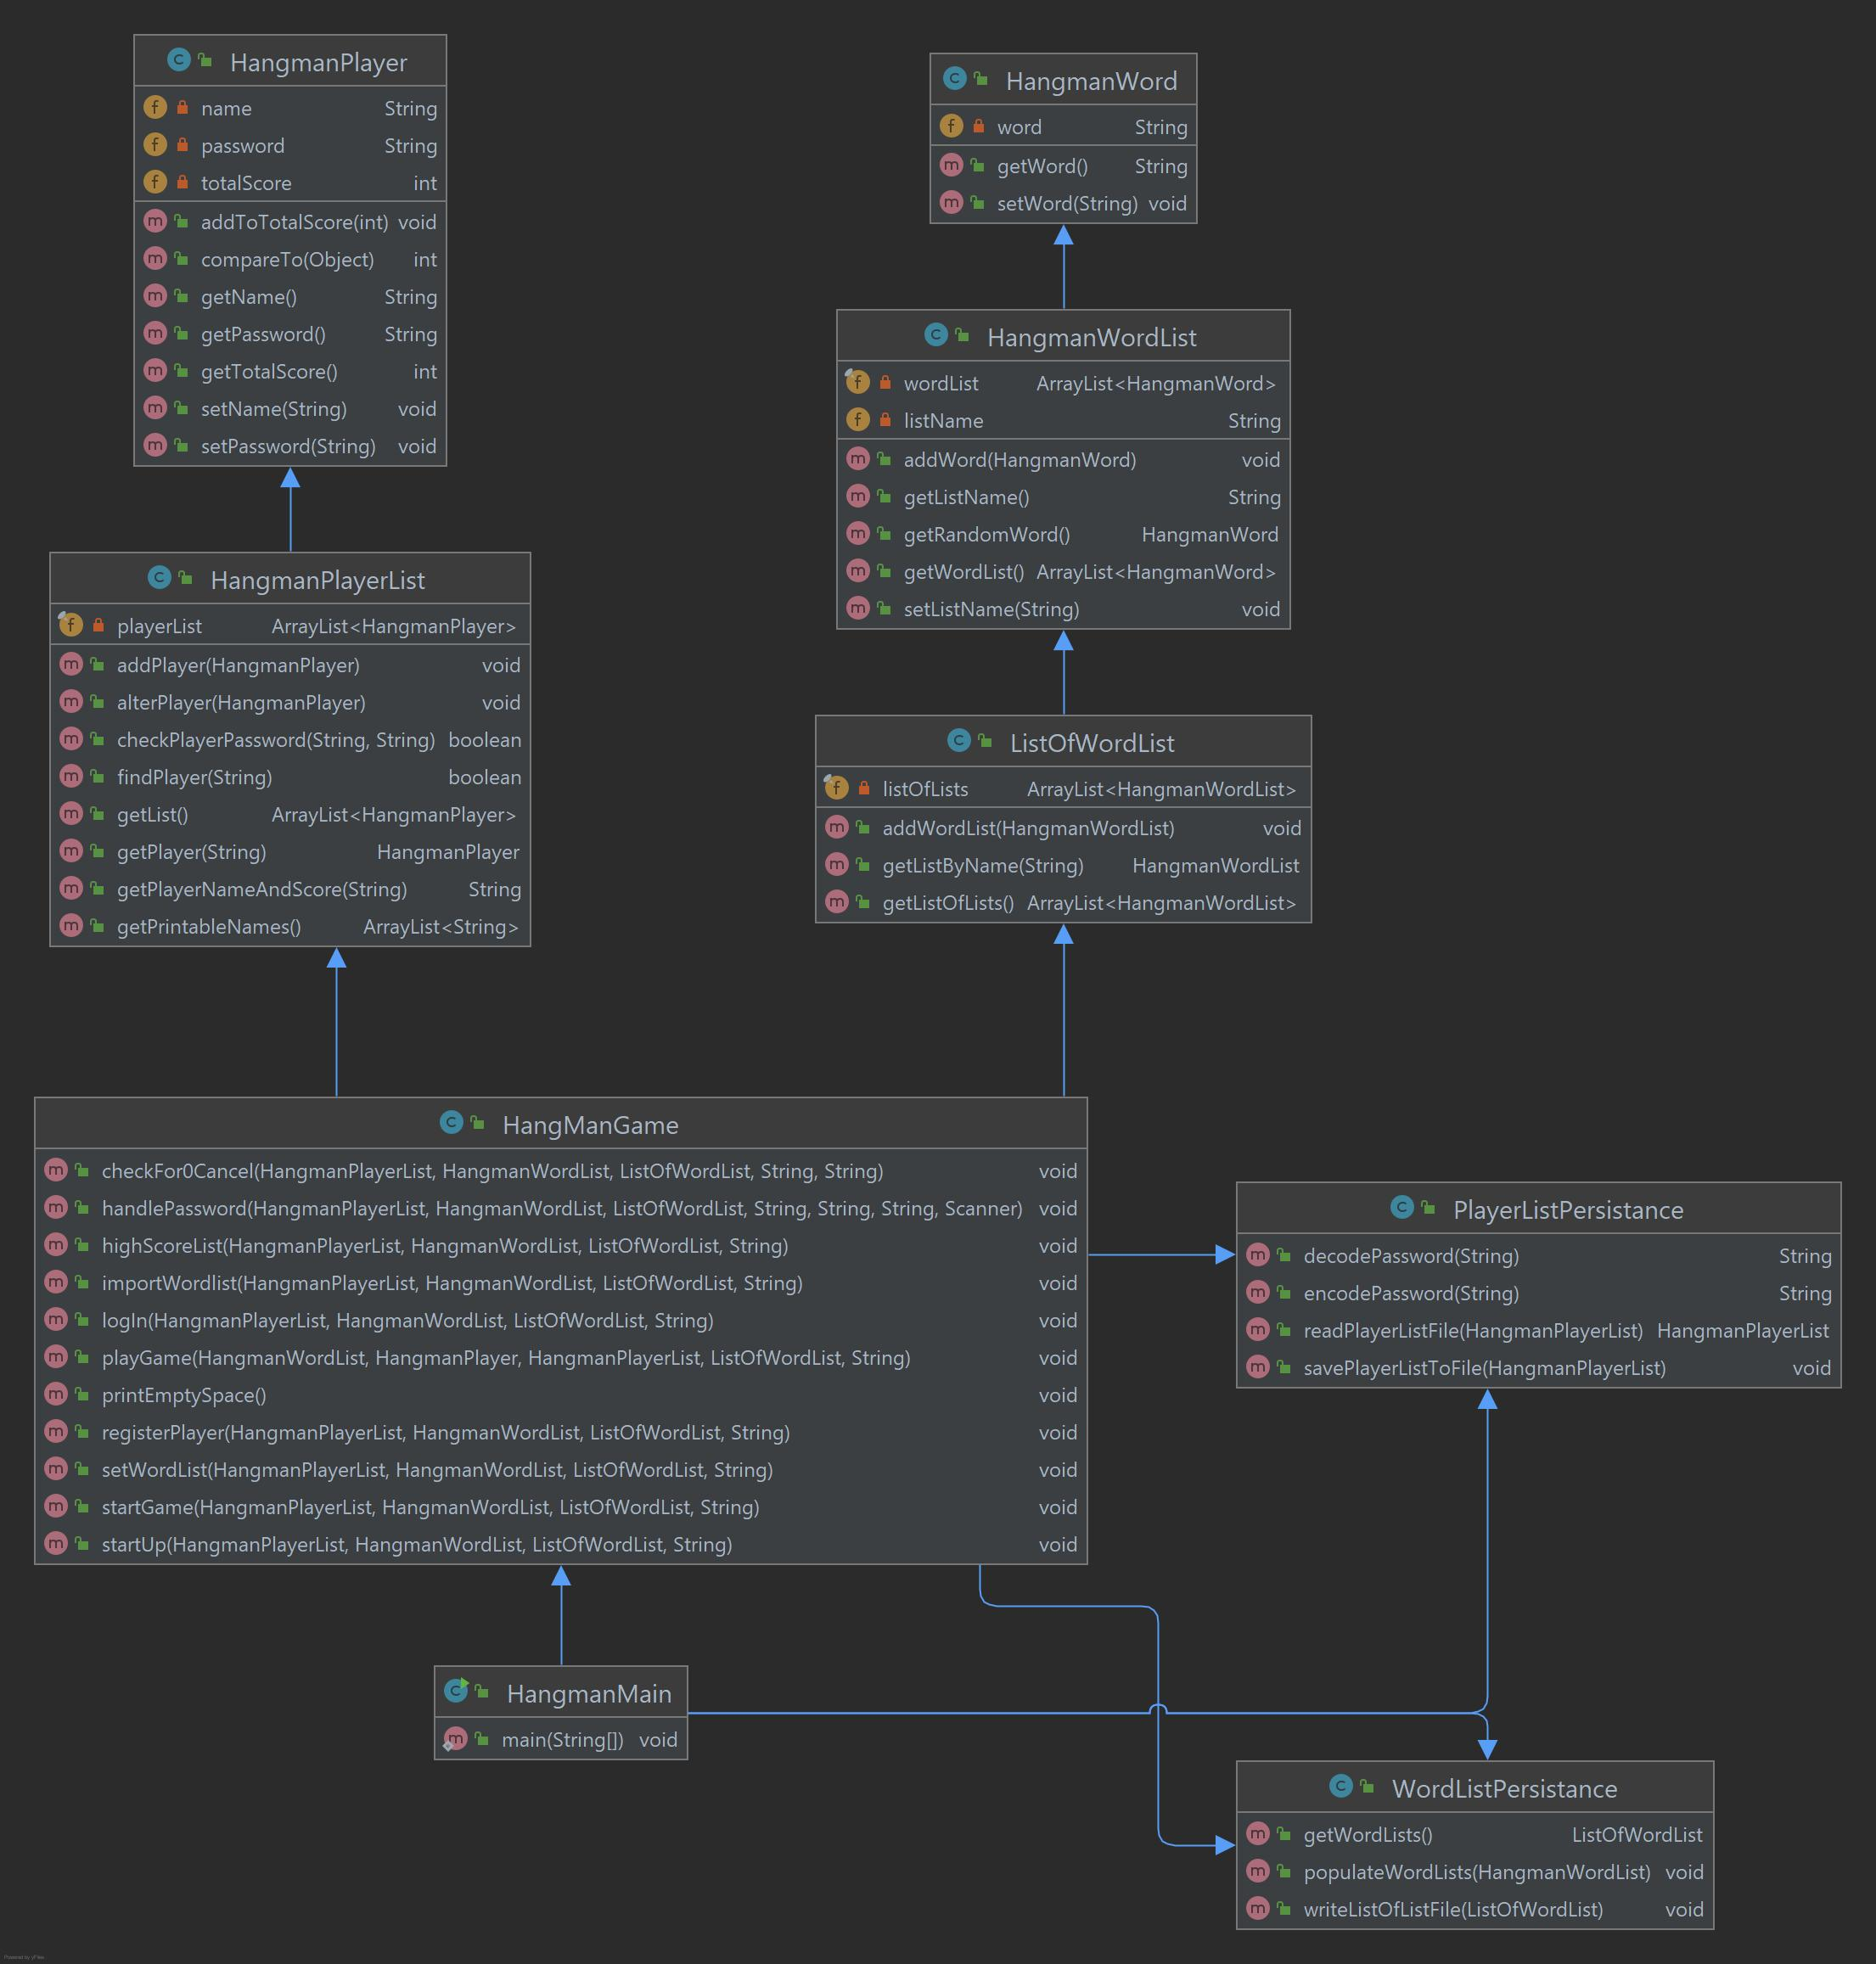 HangmanPlayer
name String
password String
totalScore int
addToTotalScore(int) void
compareTo(Object) int
getName() String
getPassword() String
getTotalScore() int
setName(String) void
setPassword(String) void
HangmanWord
word String
getWord() String
setWord(String) void
HangmanWordList
wordList ArrayList<HangmanWord>
listName String
addWord(HangmanWord) void
getListName() String
getRandomWord() HangmanWord
getWordList() ArrayList<HangmanWord>
setListName(String) void
HangmanPlayerList
playerList ArrayList<HangmanPlayer>
addPlayer(HangmanPlayer) void
alterPlayer(HangmanPlayer) void
checkPlayerPassword(String, String) boolean
findPlayer(String) boolean
getList() ArrayList<HangmanPlayer>
getPlayer(String) HangmanPlayer
getPlayerNameAndScore(String) String
getPrintableNames() ArrayList<String>
ListOfWordList
listOfLists ArrayList<HangmanWordList>
addWordList(HangmanWordList) void
getListByName(String) HangmanWordList
getListOfLists() ArrayList<HangmanWordList>
HangManGame
checkFor0Cancel(HangmanPlayerList, HangmanWordList, ListOfWordList, String, String) void
handlePassword(HangmanPlayerList, HangmanWordList, ListOfWordList, String, String, String, Scanner) void
highScoreList(HangmanPlayerList, HangmanWordList, ListOfWordList, String) void
importWordlist(HangmanPlayerList, HangmanWordList, ListOfWordList, String) void
logIn(HangmanPlayerList, HangmanWordList, ListOfWordList, String) void
playGame(HangmanWordList, HangmanPlayer, HangmanPlayerList, ListOfWordList, String) void
printEmptySpace() void
registerPlayer(HangmanPlayerList, HangmanWordList, ListOfWordList, String) void
setWordList(HangmanPlayerList, HangmanWordList, ListOfWordList, String) void
startGame(HangmanPlayerList, HangmanWordList, ListOfWordList, String) void
startUp(HangmanPlayerList, HangmanWordList, ListOfWordList, String) void
PlayerListPersistance
decodePassword(String) String
encodePassword(String) String
readPlayerListFile(HangmanPlayerList) HangmanPlayerList
savePlayerListToFile(HangmanPlayerList) void
HangmanMain
main(String[]) void
WordListPersistance
getWordLists() ListOfWordList
populateWordLists(HangmanWordList) void
writeListOfListFile(ListOfWordList) void
Powered by yFiles